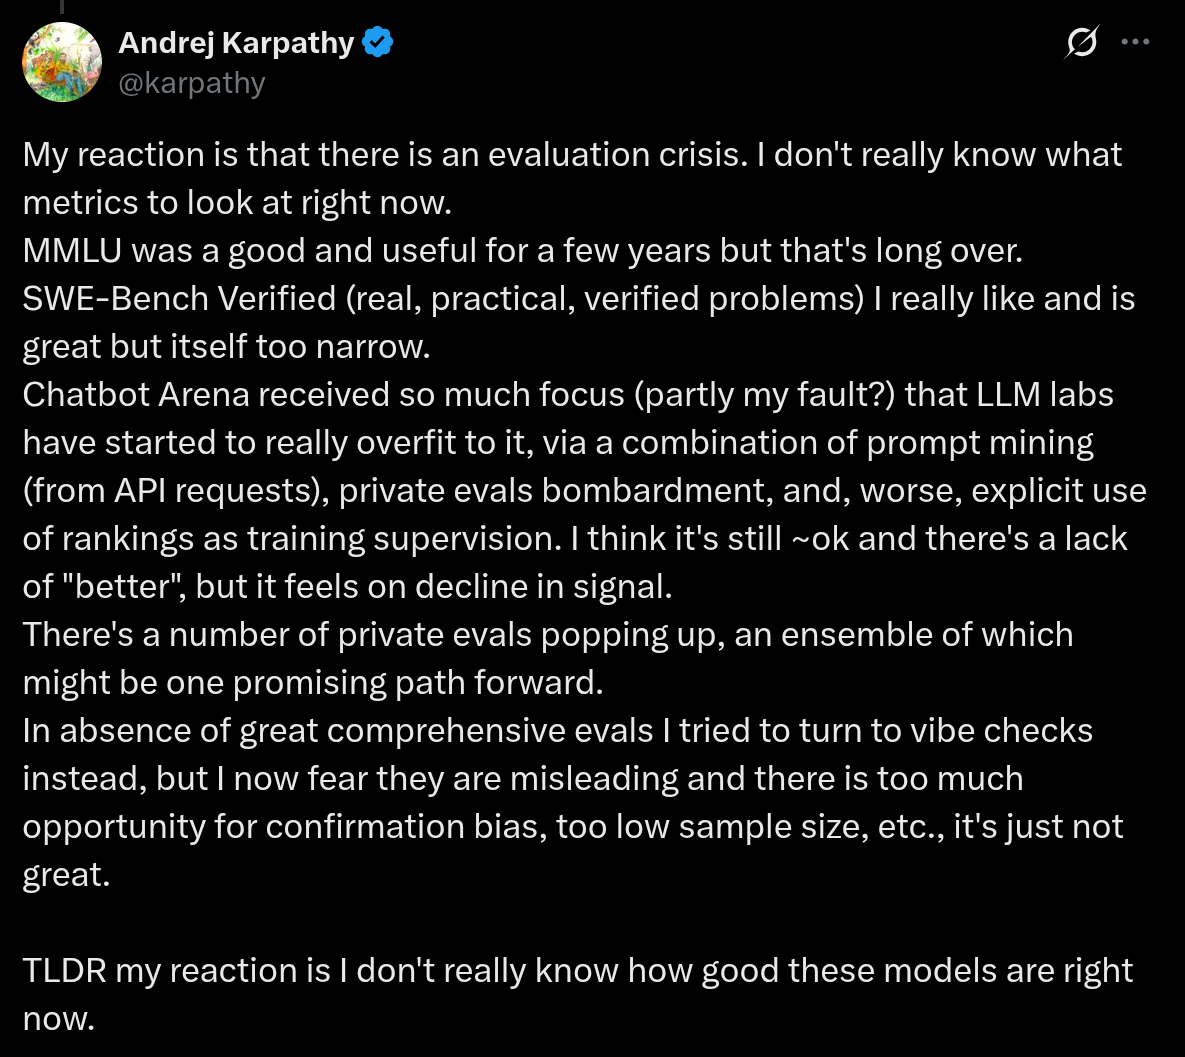 Andrej Karpathy
@karpathy
My reaction is that there is an evaluation crisis. I don't really know what
metrics to look at right now.
MMLU was a good and useful for a few years but that's long over.
SWE-Bench Verified (real, practical, verified problems) I really like and is
great but itself too narrow.
Chatbot Arena received so much focus (partly my fault?) that LLM labs
have started to really overfit to it, via a combination of prompt mining
(from API requests), private evals bombardment, and, worse, explicit use
of rankings as training supervision. I think it's still ~ok and there's a lack
of "better", but it feels on decline in signal.
There's a number of private evals popping up, an ensemble of which
might be one promising path forward.
In absence of great comprehensive evals I tried to turn to vibe checks
instead, but I now fear they are misleading and there is too much
opportunity for confirmation bias, too low sample size, etc., it's just not
great.
TLDR my reaction is I don't really know how good these models are right
now.